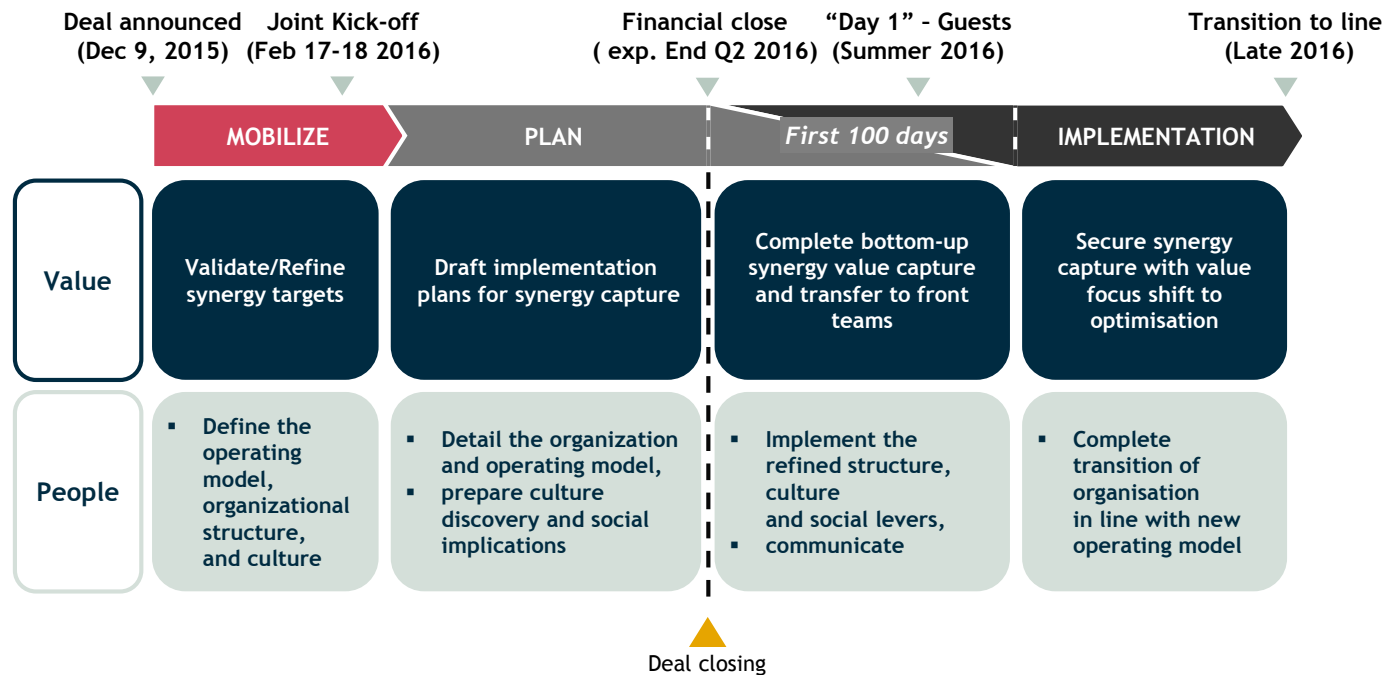 Deal announced
(Dec 9, 2015)
Joint Kick-off
(Feb 17-18 2016)
Financial close
( exp. End Q2 2016)
“Day 1” - Guests
(Summer 2016)
Transition to line
(Late 2016)
MOBILIZE
PLAN
First 100 days
IMPLEMENTATION
Value
Validate/Refine
synergy targets
Draft implementation
plans for synergy capture
Complete bottom-up
synergy value capture
and transfer to front
teams
Secure synergy
capture with value
focus shift to
optimisation
People
▪ Define the
operating
model,
organizational
structure,
and culture
▪ Detail the organization
and operating model,
▪ prepare culture
discovery and social
implications
▪ Implement the
refined structure,
culture
and social levers,
▪ communicate
▪ Complete
transition of
organisation
in line with new
operating model
Deal closing